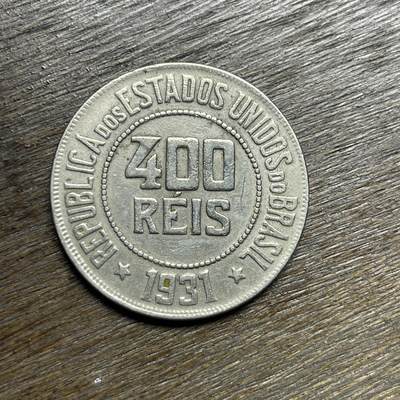 REPUBLICA DOS ESTADOS UNIDOS DO BRASIL
400
RÉIS
1931